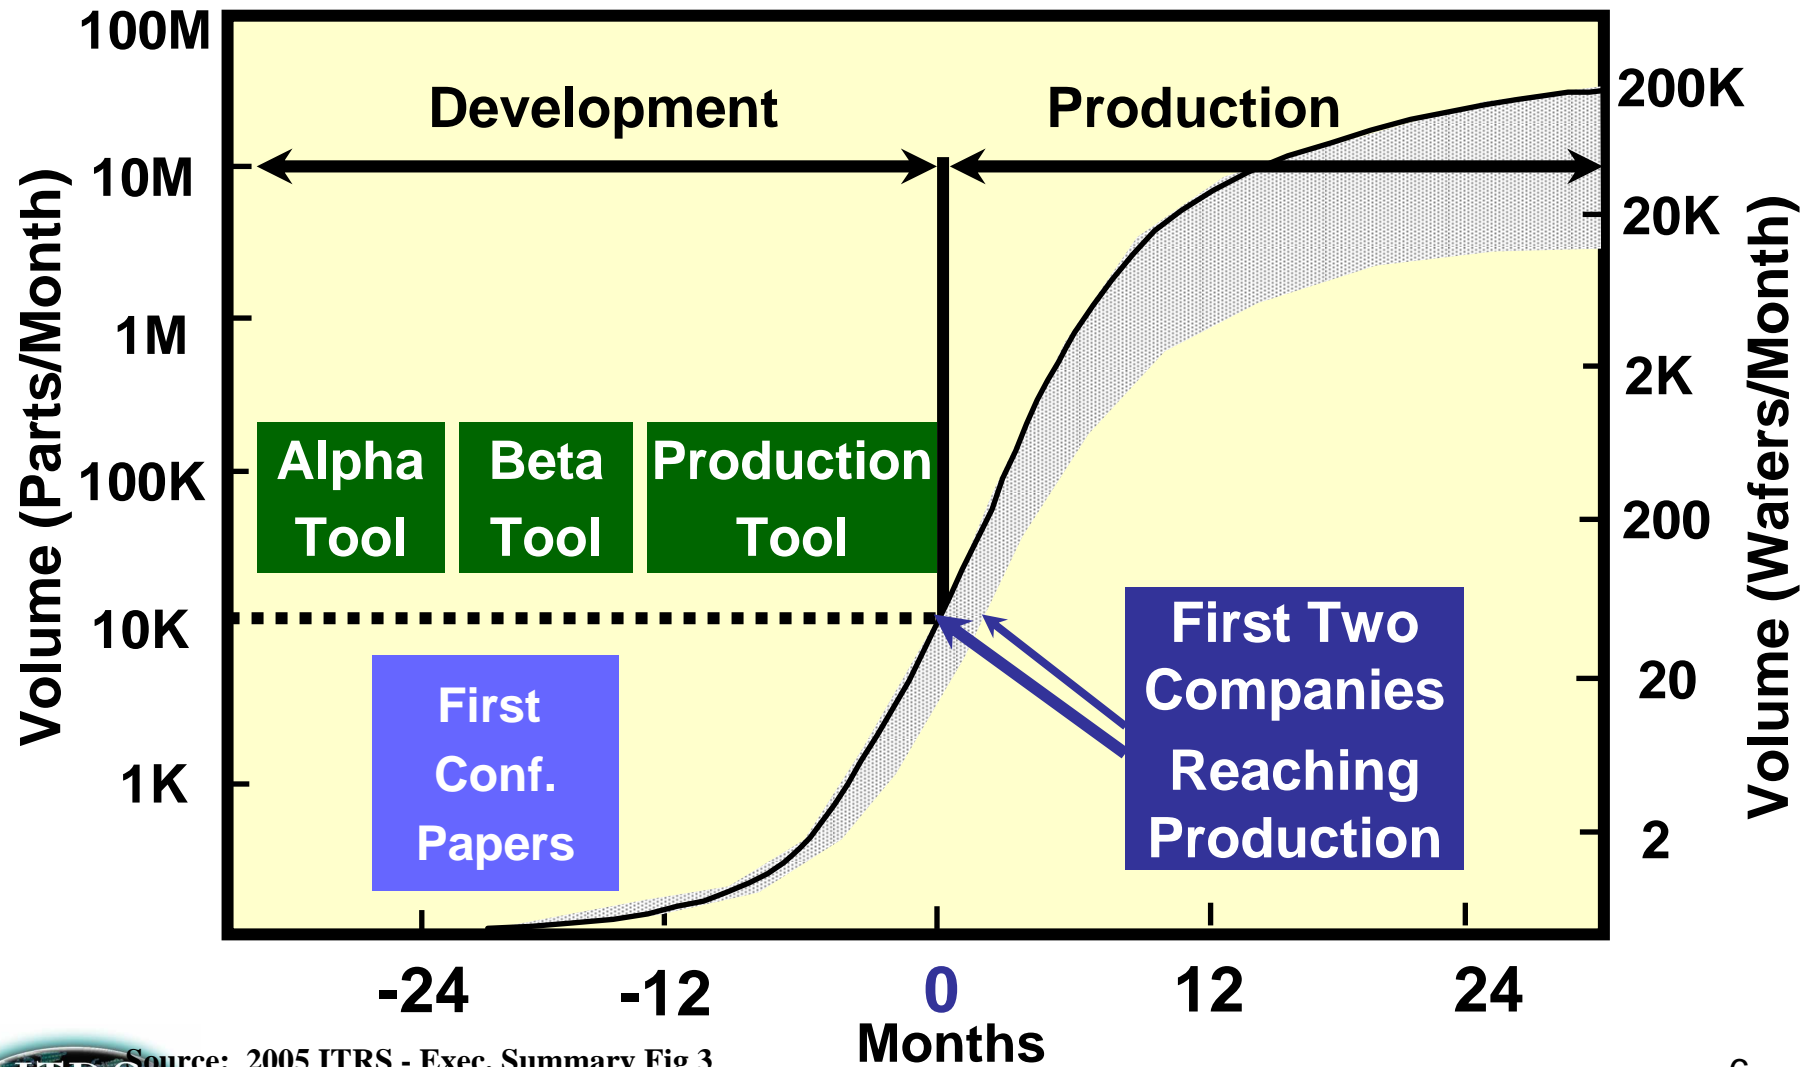 100M
10M
1M
100K
10K
1K
Volume (Parts/Month)
Development
Production
Alpha
Tool
Beta
Tool
Production
Tool
First
Conf.
Papers
First Two
Companies
Reaching
Production
200K
20K
2K
200
20
2
Volume (Wafers/Month)
-24
-12
0
12
24
Months
Source: 2005 ITRS - Exec. Summary Fig 3